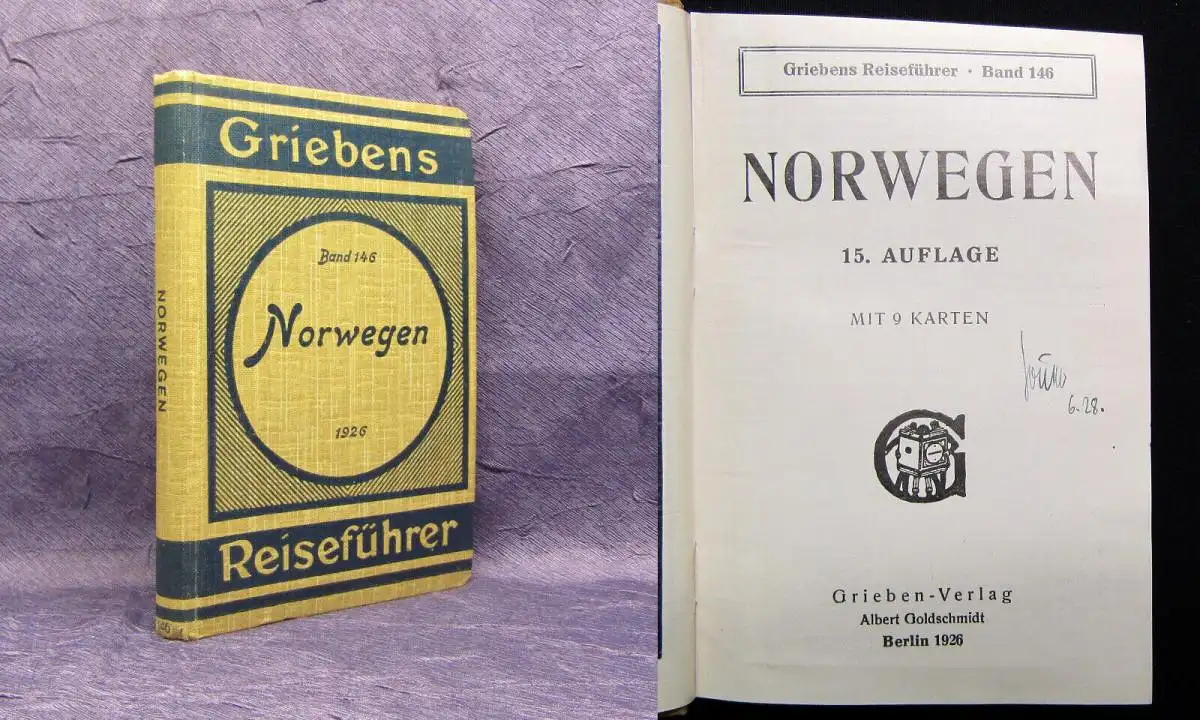 Griebens
Band 146
Norwegen
1926
Reiseführer
NORWEGEN
146
Griebens Reiseführer · Band 146
NORWEGEN
15. AUFLAGE
MIT 9 KARTEN
6.28.
G
Grieben-Verlag
Albert Goldschmidt
Berlin 1926